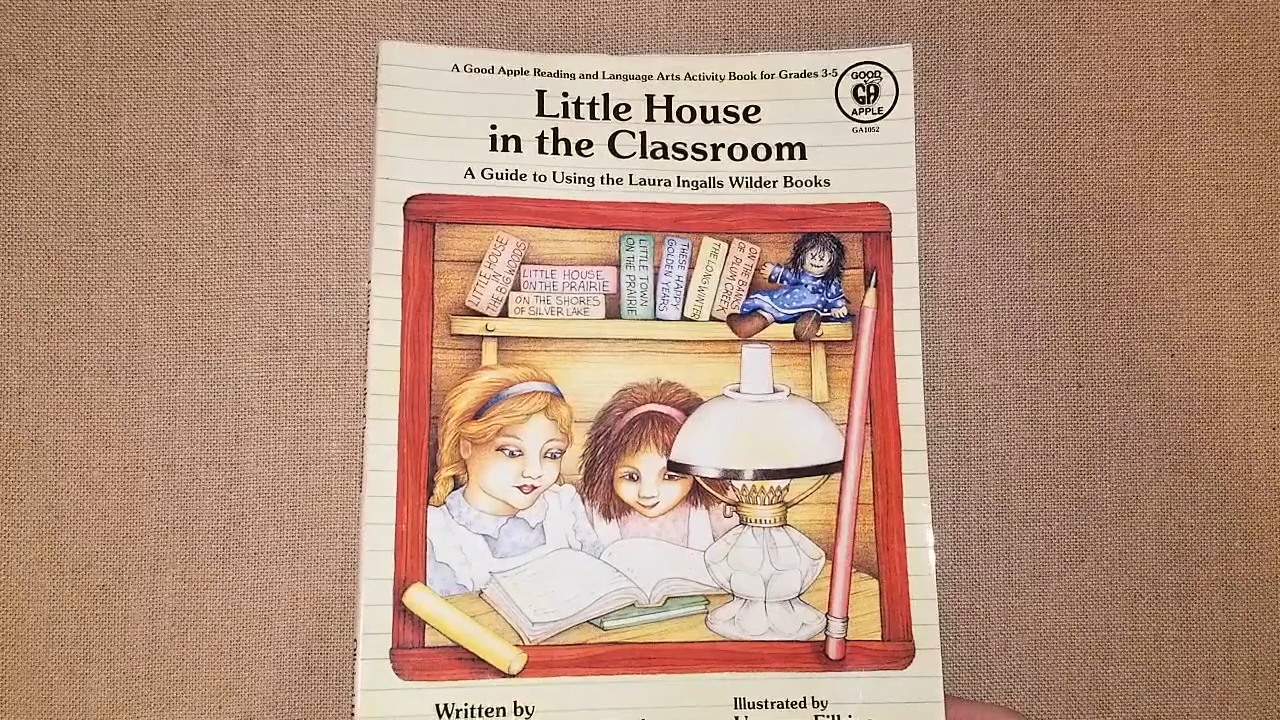 A Good Apple Reading and Language Arts Activity Book for Grades 3-5
GOOD
GA
APPLE
GA1052
Little House
in the Classroom
A Guide to Using the Laura Ingalls Wilder Books
LITTLE HOUSE
IN
THE BIG WOODS
LITTLE HOUSE
ON THE PRAIRIE
ON THE SHORES
OF SILVER LAKE
LITTLE TOWN
ON THE PRAIRIE
THESE HAPPY
GOLDEN YEARS
THE LONG WINTER
ON THE BANKS
OF PLUM CREEK
Written by
Illustrated by